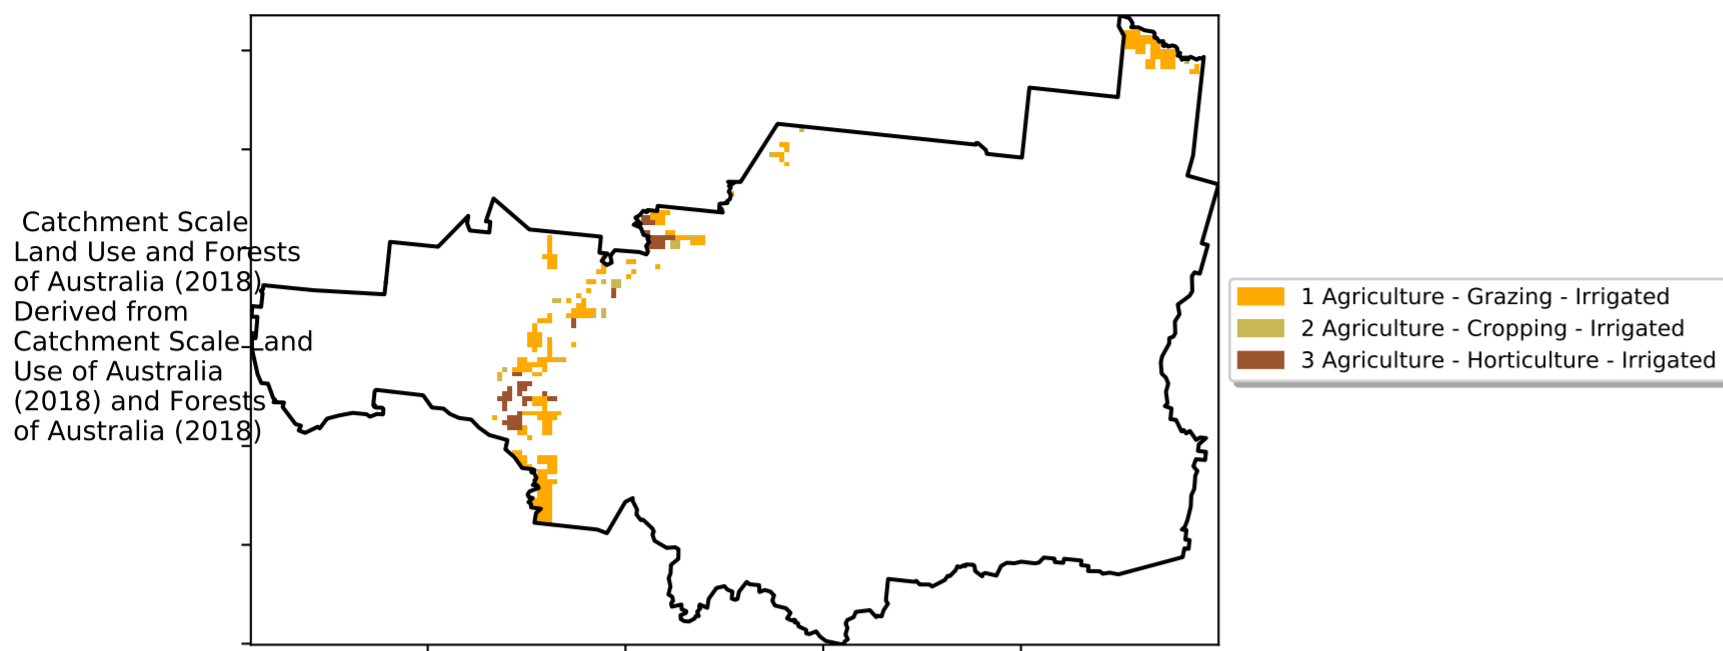 Catchment Scale
Land Use and Forests
of Australia (2018)
Derived from
Catchment Scale Land
Use of Australia
(2018) and Forests
of Australia (2018)
1 Agriculture - Grazing - Irrigated
2 Agriculture - Cropping - Irrigated
3 Agriculture - Horticulture - Irrigated